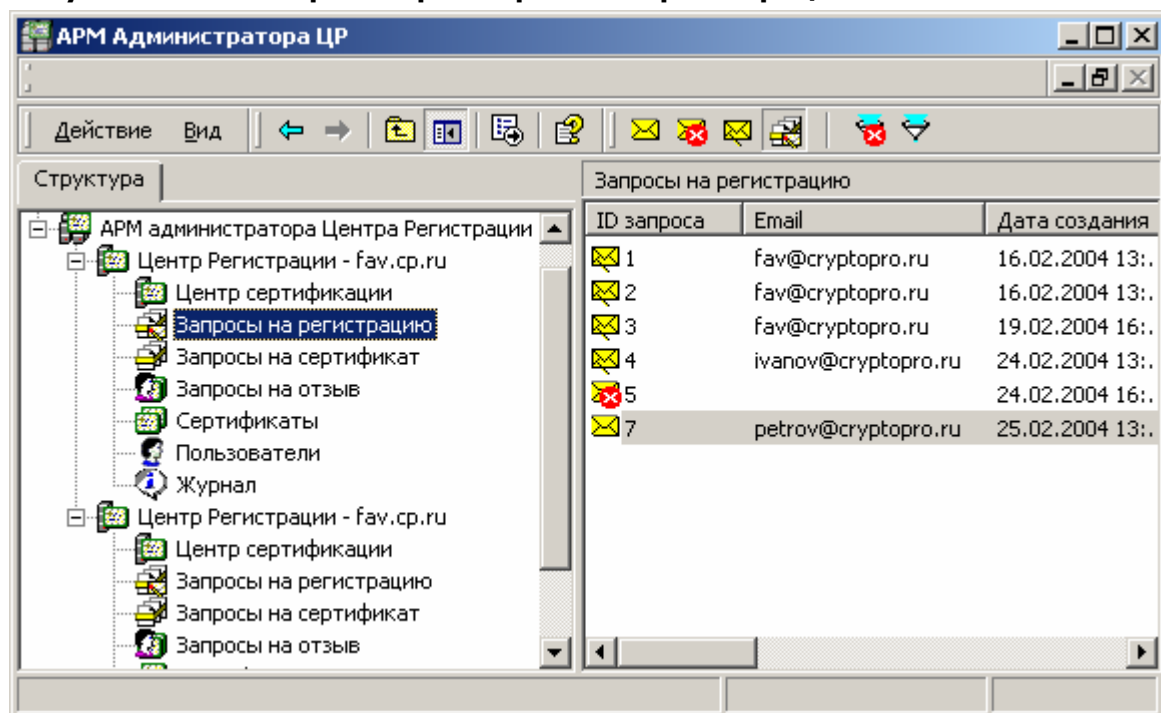 АРМ Администратора ЦР
Действие Вид
Структура
Запросы на регистрацию
АРМ администратора Центра Регистрации
Центр Регистрации - fav.cp.ru
Центр сертификации
Запросы на регистрацию
Запросы на сертификат
Запросы на отзыв
Сертификаты
Пользователи
Журнал
Центр Регистрации - fav.cp.ru
Центр сертификации
Запросы на регистрацию
Запросы на сертификат
Запросы на отзыв
ID запроса Email Дата создания
1 fav@cryptopro.ru 16.02.2004 13:.
2 fav@cryptopro.ru 16.02.2004 13:.
3 fav@cryptopro.ru 19.02.2004 16:.
4 ivanov@cryptopro.ru 24.02.2004 13:.
5 24.02.2004 16:.
7 petrov@cryptopro.ru 25.02.2004 13:.